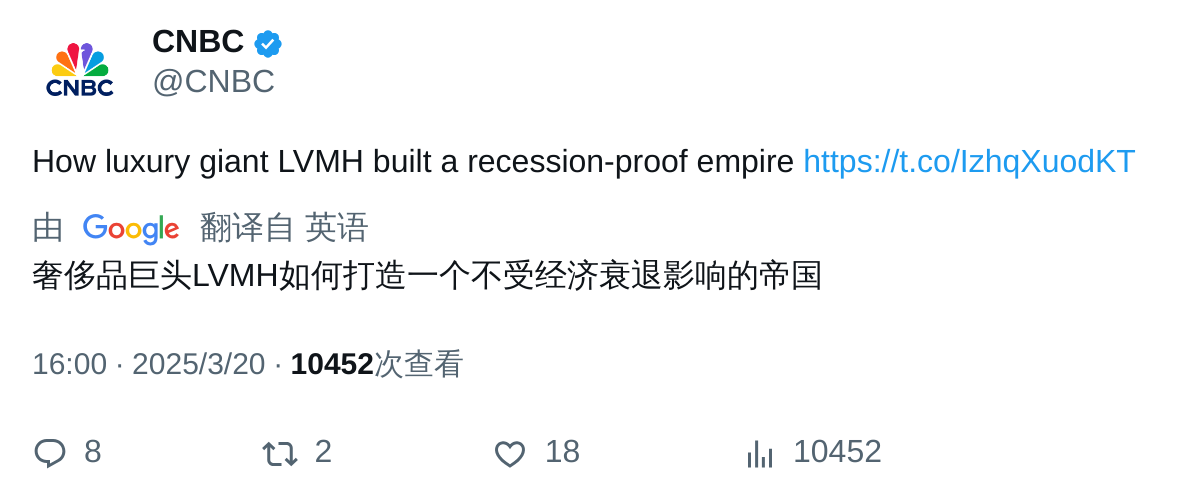 CNBC
CNBC
@CNBC
How luxury giant LVMH built a recession-proof empire https://t.co/IzhqXuodKT
由 Google 翻译自 英语
奢侈品巨头LVMH如何打造一个不受经济衰退影响的帝国
16:00 · 2025/3/20 · 10452次查看
8 2 18 10452